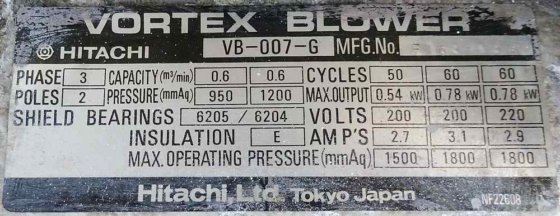 VORTEX BLOWER
HITACHI VB-007-G MFG.No.
PHASE 3 CAPACITY (m³/min) 0.6 0.6 CYCLES 50 60 60
POLES 2 PRESSURE (mmAq) 950 1200 MAX.OUTPUT 0.54 kW 0.78 kW 0.78 kW
SHIELD BEARINGS 6205 / 6204 VOLTS 200 200 220
INSULATION E AMP'S 2.7 3.1 2.9
MAX. OPERATING PRESSURE (mmAq) 1500 1800 1800
Hitachi, Ltd. Tokyo Japan NF22608